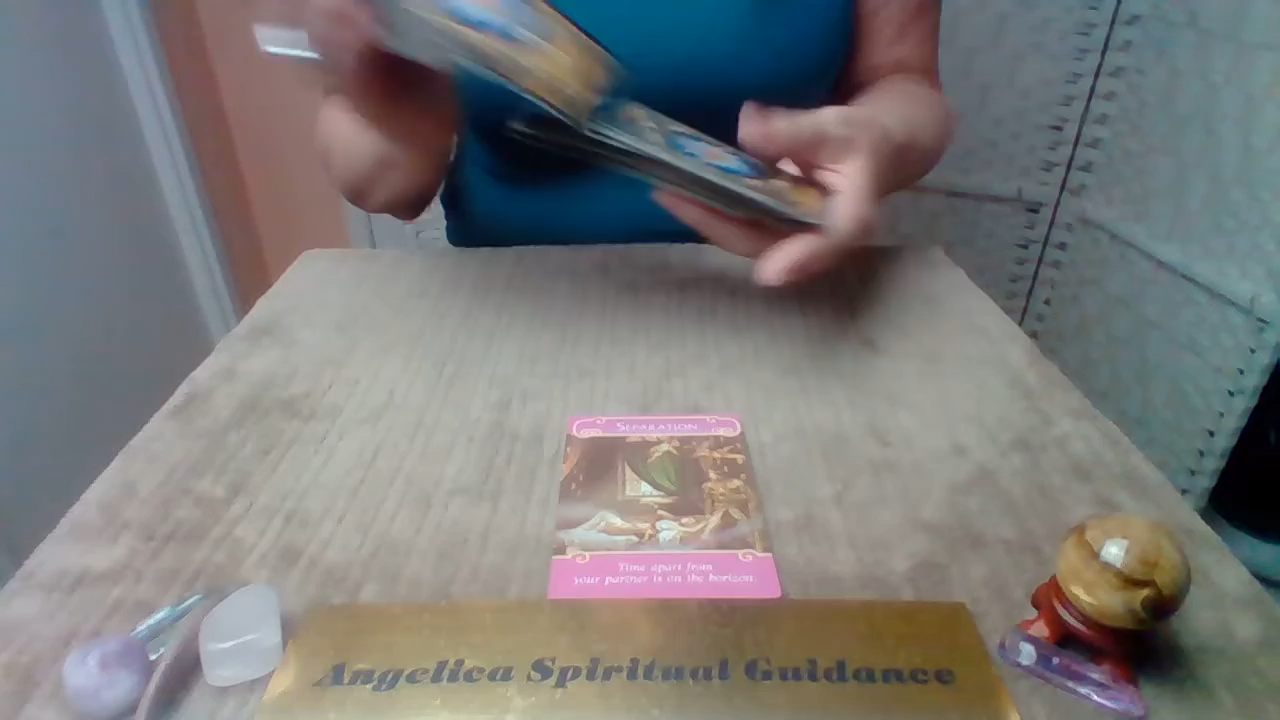 SEPARATION
Time apart from
your partner is on the horizon.
Angelica Spiritual Guidance